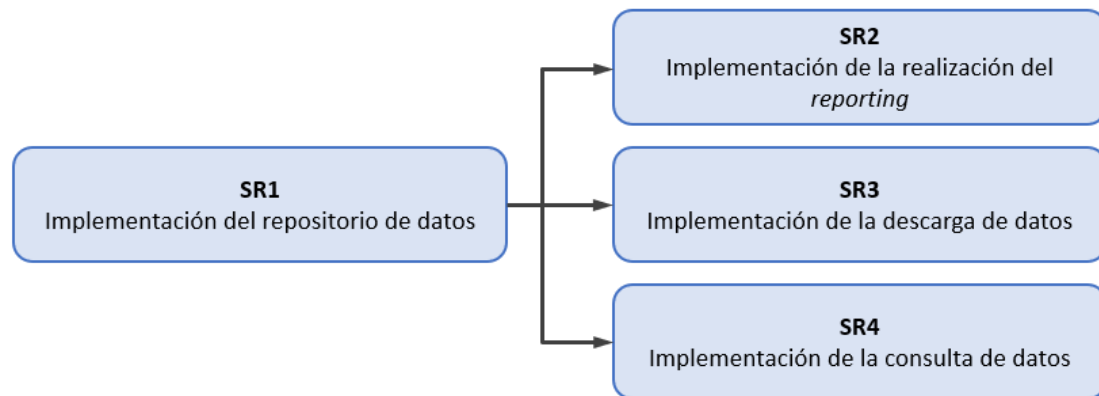 SR1
Implementación del repositorio de datos
SR2
Implementación de la realización del
reporting
SR3
Implementación de la descarga de datos
SR4
Implementación de la consulta de datos